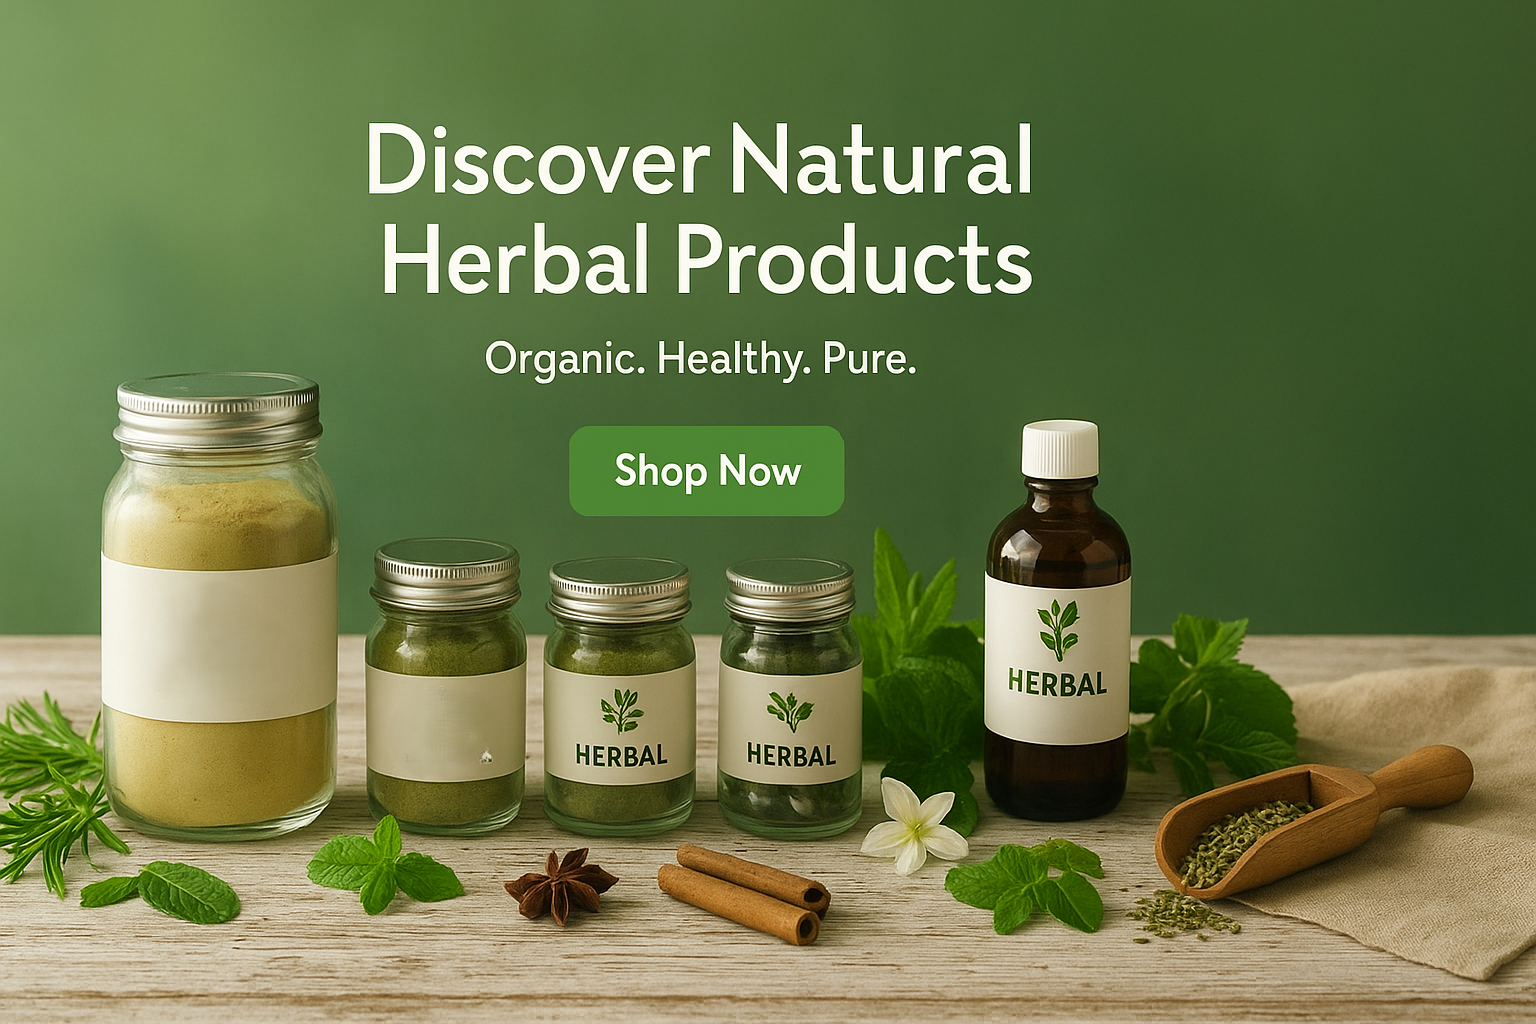 Discover Natural
Herbal Products
Organic. Healthy. Pure.
Shop Now
HERBAL
HERBAL
HERBAL